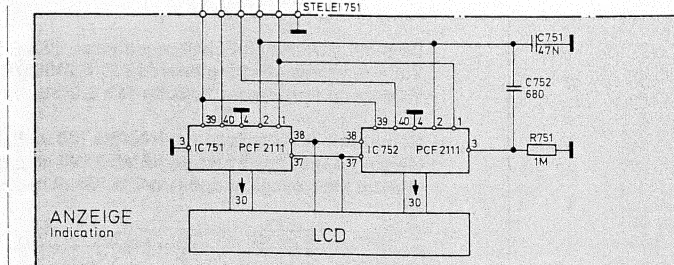 STELEI 751
C751
47N
C752
680
39 40 4 2 1
39 40 4 2 1
3 IC751 PCF 2111 38 37
38 37 IC752 PCF 2111 3
R751
1M
30
30
ANZEIGE
Indication
LCD